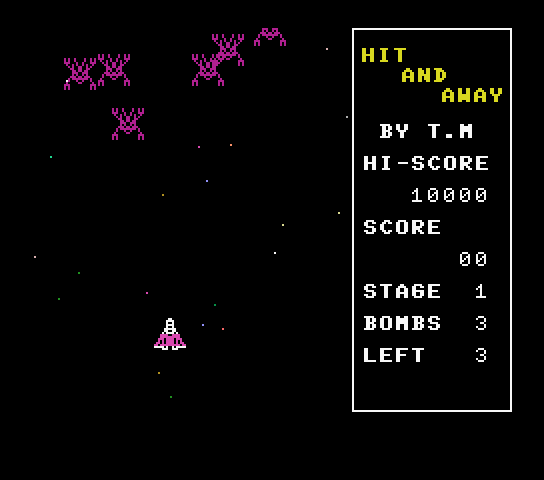 HIT
AND
AWAY
BY T.M
HI-SCORE
10000
SCORE
00
STAGE 1
BOMBS 3
LEFT 3